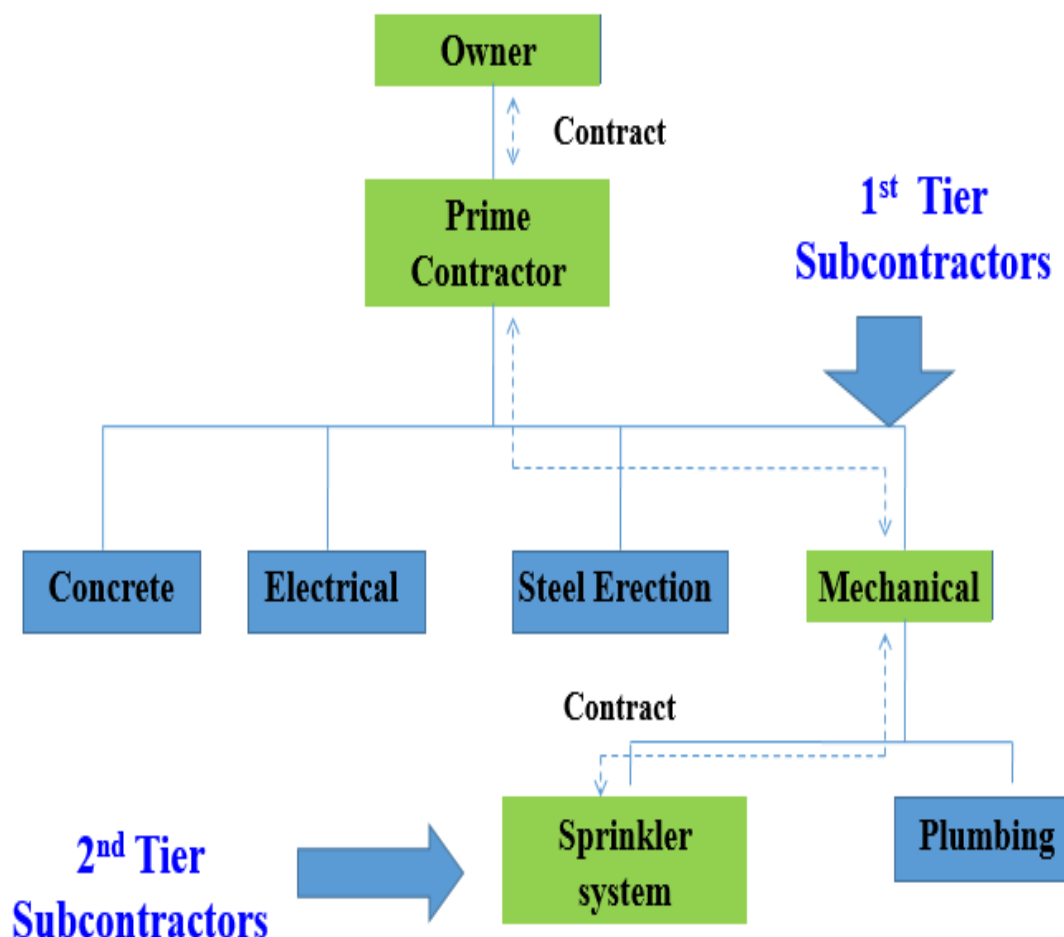 Owner
Contract
Prime
Contractor
1st Tier
Subcontractors
Concrete
Electrical
Steel Erection
Mechanical
Contract
Sprinkler
system
Plumbing
2nd Tier
Subcontractors